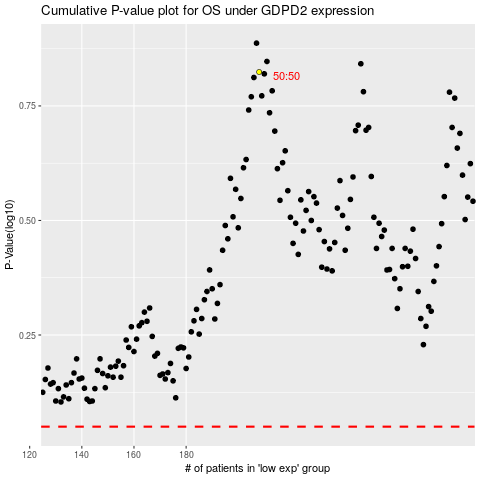 Cumulative P-value plot for OS under GDPD2 expression
P-Value(log10)
0.75
0.50
0.25
50:50
120 140 160 180
# of patients in 'low exp' group